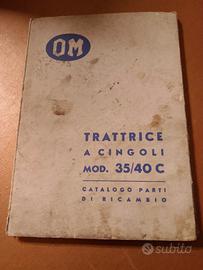 OM
TRATTRICE
A CINGOLI
MOD. 35/40 C
CATALOGO PARTI
DI RICAMBIO
subito